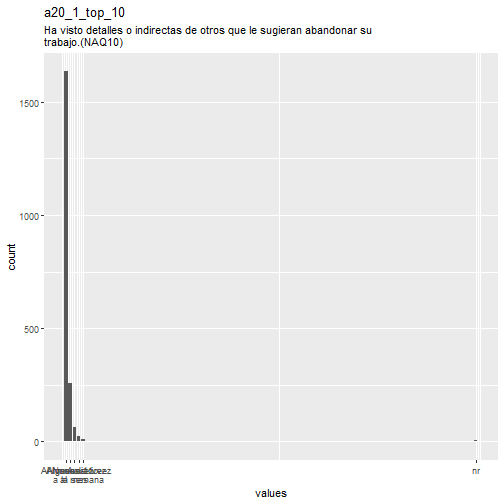 a20_1_top_10
Ha visto detalles o indirectas de otros que le sugieran abandonar su
trabajo.(NAQ10)
1500
1000
500
0
count
nr
values